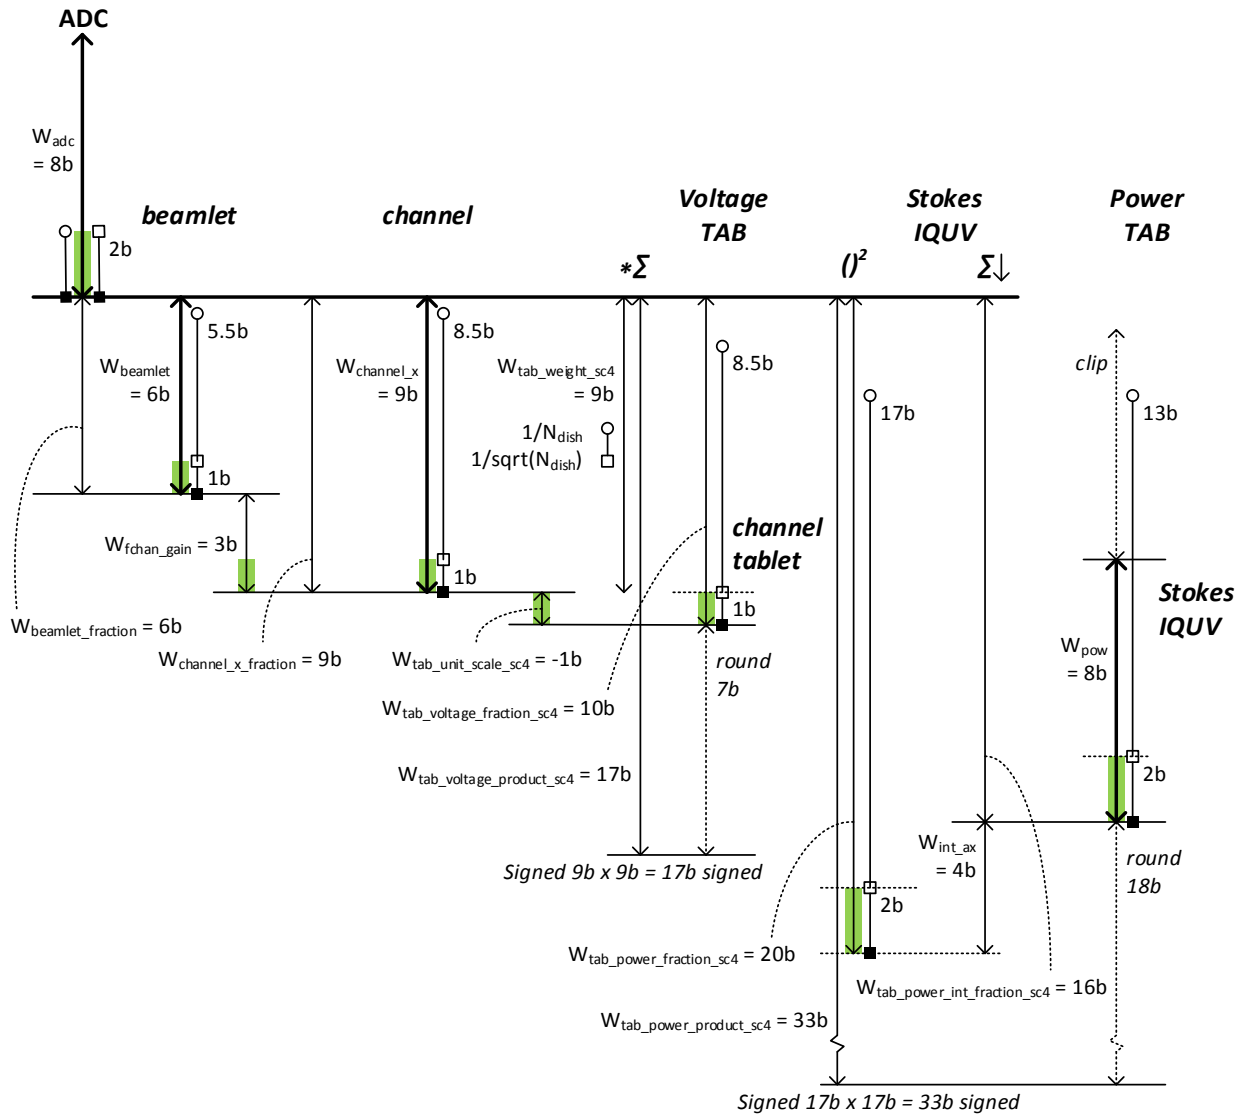 ADC
W_adc
= 8b
2b
beamlet
channel
Voltage
TAB
Stokes
IQUV
Power
TAB
*Σ
()²
Σ↓
5.5b
8.5b
W_beamlet
= 6b
W_channel_x
= 9b
W_tab_weight_sc4
= 9b
8.5b
clip
17b
13b
1/N_dish
1/sqrt(N_dish)
1b
W_fchan_gain = 3b
1b
channel
tablet
1b
Stokes
IQUV
W_beamlet_fraction = 6b
W_channel_x_fraction = 9b
W_tab_unit_scale_sc4 = -1b
round
7b
W_pow
= 8b
W_tab_voltage_fraction_sc4 = 10b
W_tab_voltage_product_sc4 = 17b
2b
Signed 9b x 9b = 17b signed
W_int_ax
= 4b
round
18b
2b
W_tab_power_fraction_sc4 = 20b
W_tab_power_int_fraction_sc4 = 16b
W_tab_power_product_sc4 = 33b
Signed 17b x 17b = 33b signed